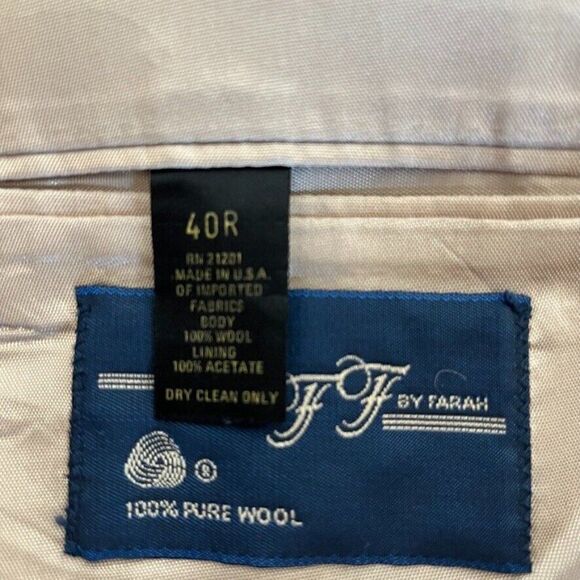 40R
RN 21201
MADE IN U.S.A.
OF IMPORTED
FABRICS
BODY
100% WOOL
LINING
100% ACETATE
DRY CLEAN ONLY
FF BY FARAH
®
100% PURE WOOL